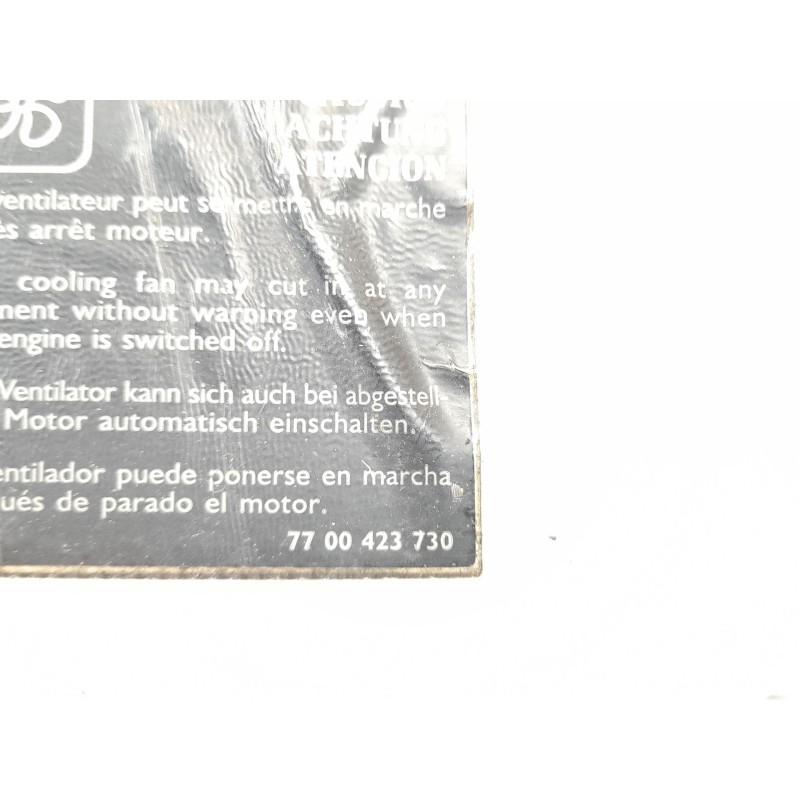 ACHTUNG
ATENCION
ventilateur peut se mettre en marche
ès arrêt moteur.
cooling fan may cut in at any
ment without warning even when
engine is switched off.
Ventilator kann sich auch bei abgestell-
Motor automatisch einschalten.
entilador puede ponerse en marcha
qués de parado el motor.
77 00 423 730